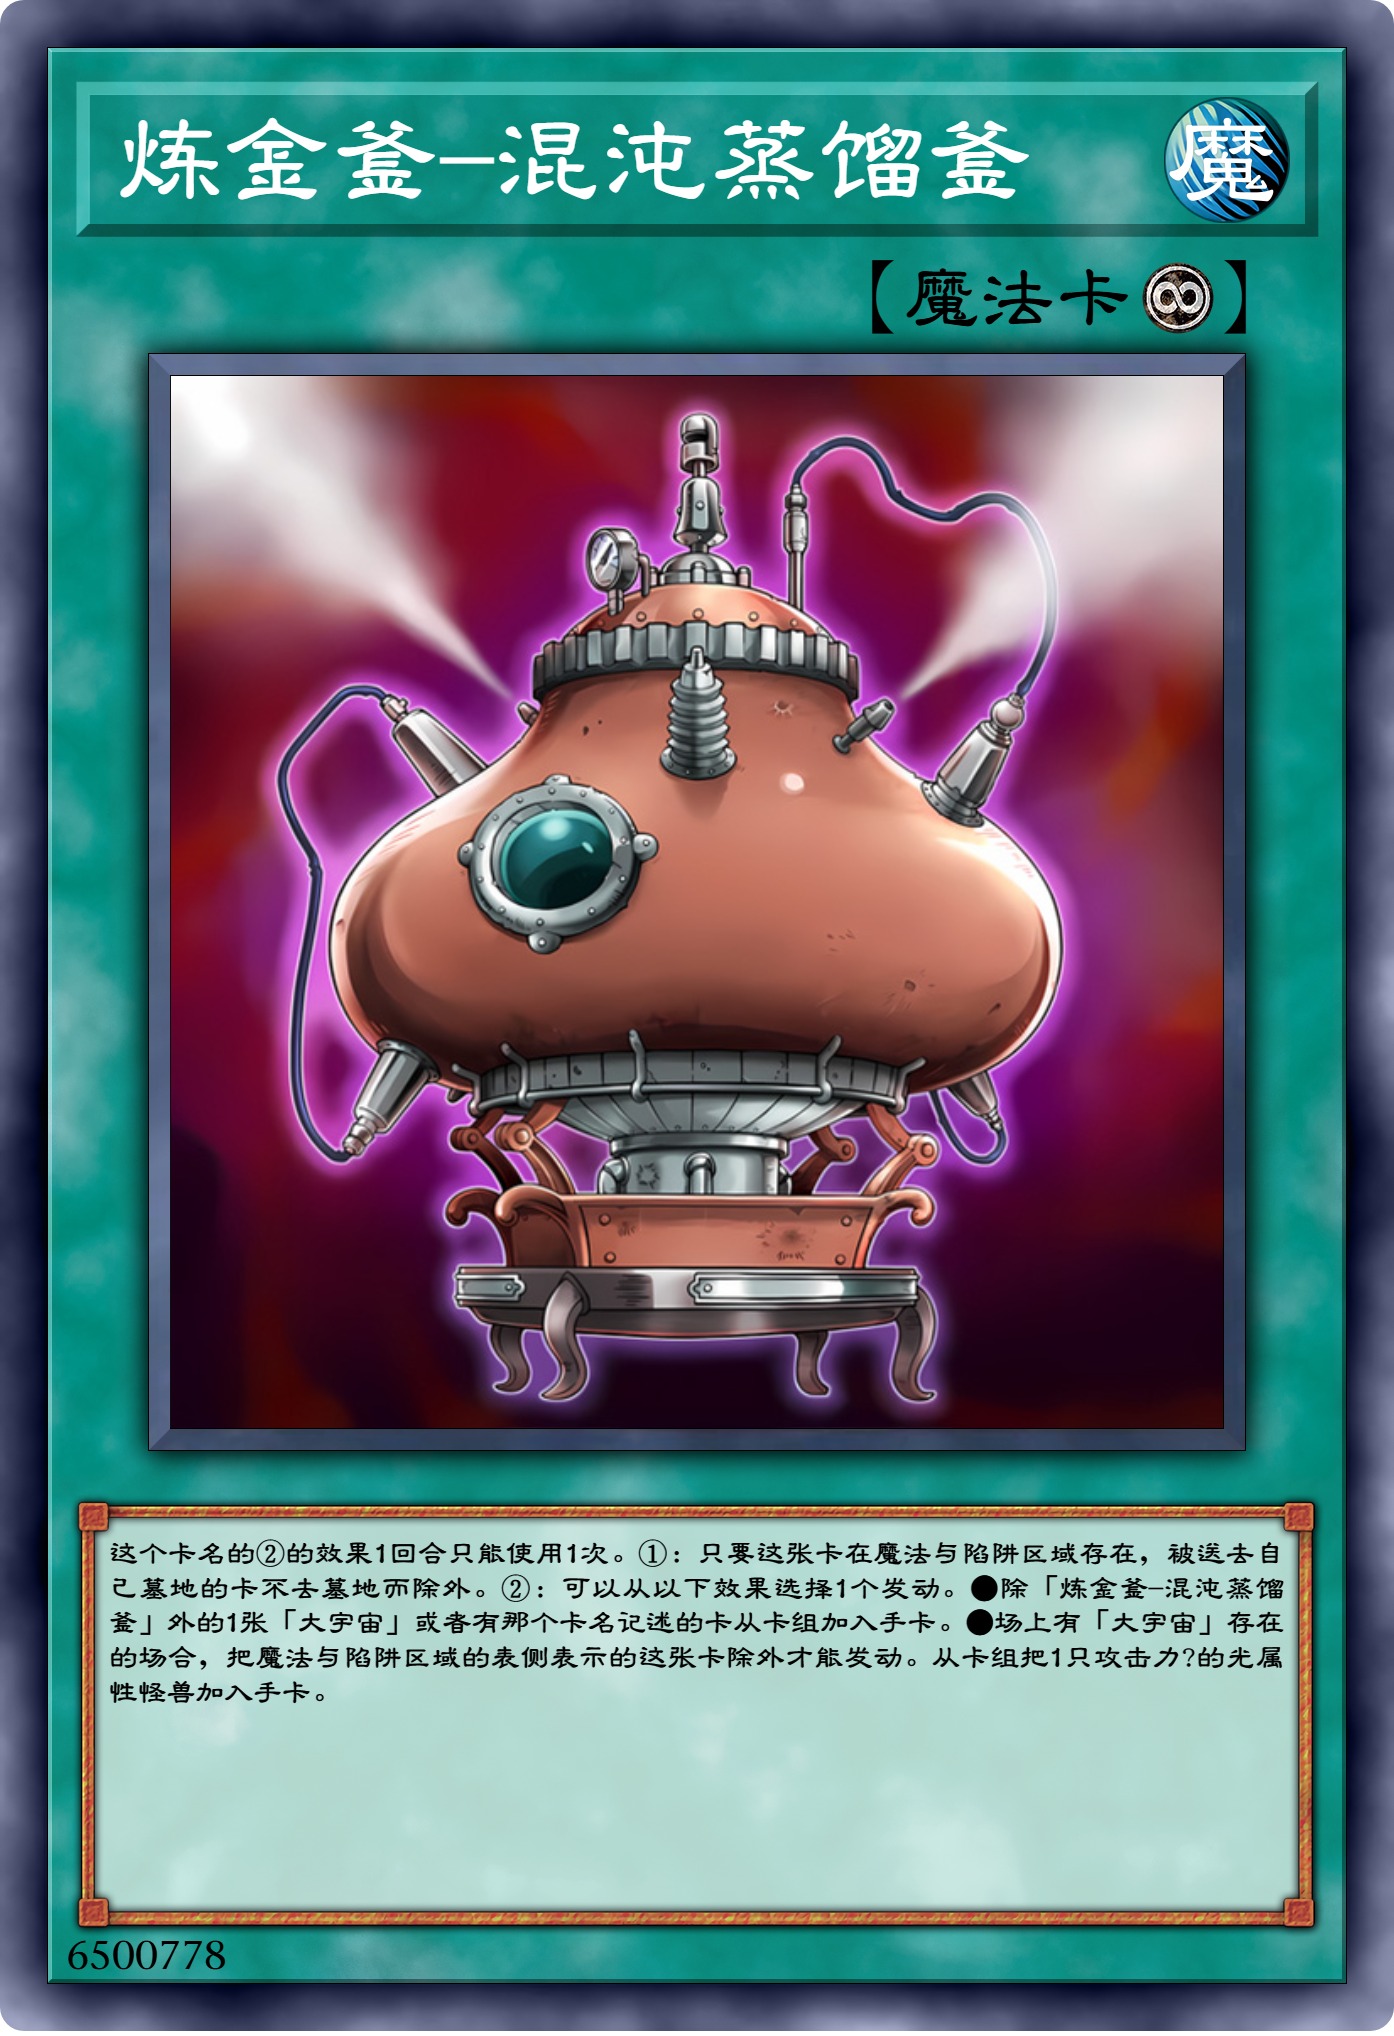 炼金釜-混沌蒸馏釜
魔
【魔法卡∞】
这个卡名的②的效果1回合只能使用1次。①：只要这张卡在魔法与陷阱区域存在，被送去自
己墓地的卡不去墓地而除外。②：可以从以下效果选择1个发动。●除「炼金釜-混沌蒸馏
釜」外的1张「大宇宙」或者有那个卡名记述的卡从卡组加入手卡。●场上有「大宇宙」存在
的场合，把魔法与陷阱区域的表侧表示的这张卡除外才能发动。从卡组把1只攻击力?的光属
性怪兽加入手卡。
6500778